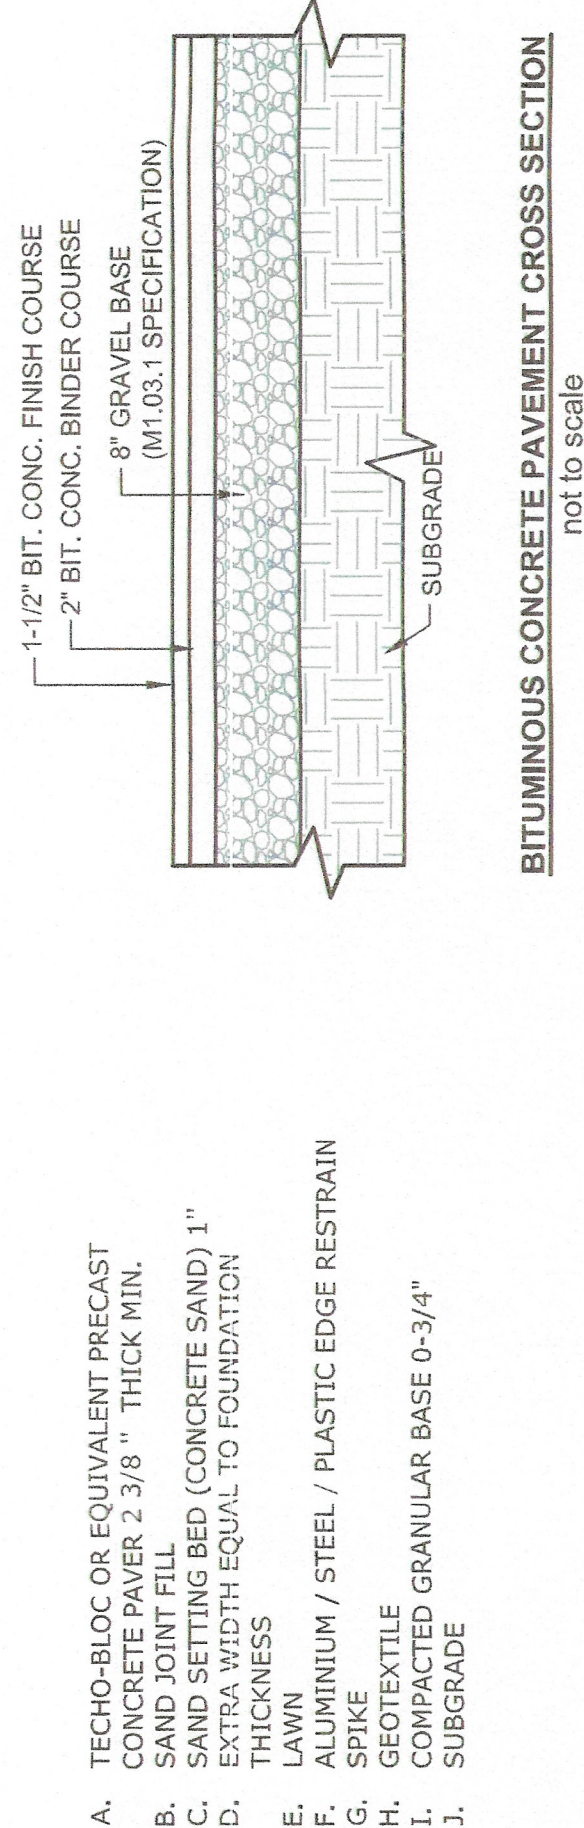 A. TECHO-BLOC OR EQUIVALENT PRECAST
CONCRETE PAVER 2 3/8 " THICK MIN.
B. SAND JOINT FILL
C. SAND SETTING BED (CONCRETE SAND) 1"
D. EXTRA WIDTH EQUAL TO FOUNDATION
THICKNESS
E. LAWN
F. ALUMINIUM / STEEL / PLASTIC EDGE RESTRAIN
G. SPIKE
H. GEOTEXTILE
I. COMPACTED GRANULAR BASE 0-3/4"
J. SUBGRADE
1-1/2" BIT. CONC. FINISH COURSE
2" BIT. CONC. BINDER COURSE
8" GRAVEL BASE
(M1.03.1 SPECIFICATION)
SUBGRADE
BITUMINOUS CONCRETE PAVEMENT CROSS SECTION
not to scale